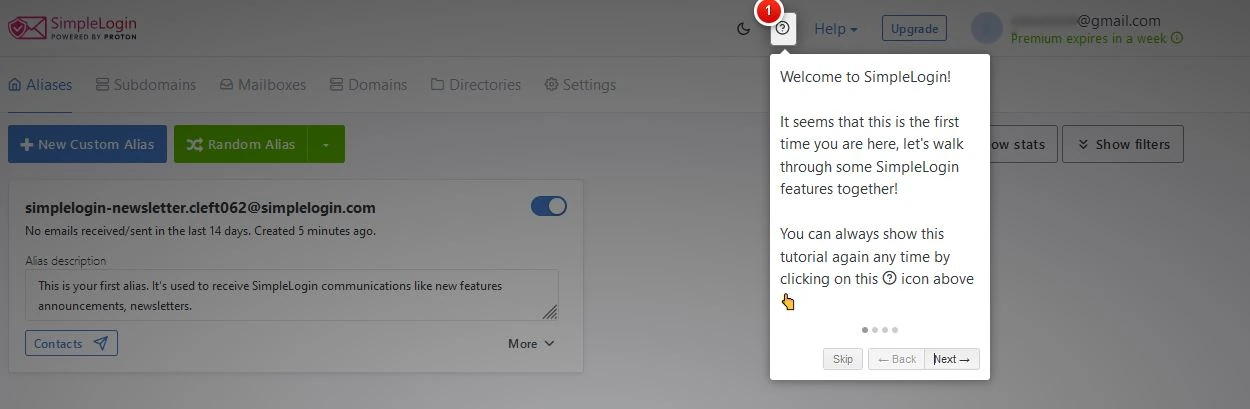 SimpleLogin
POWERED BY PROTON
1
Help
Upgrade
@gmail.com
Premium expires in a week
Aliases
Subdomains
Mailboxes
Domains
Directories
Settings
New Custom Alias
Random Alias
ow stats
Show filters
Welcome to SimpleLogin!
It seems that this is the first
time you are here, let's walk
through some SimpleLogin
features together!
You can always show this
tutorial again any time by
clicking on this ? icon above
👆
Skip
← Back
Next →
simplelogin-newsletter.cleft062@simplelogin.com
No emails received/sent in the last 14 days. Created 5 minutes ago.
Alias description
This is your first alias. It's used to receive SimpleLogin communications like new features
announcements, newsletters.
Contacts
More